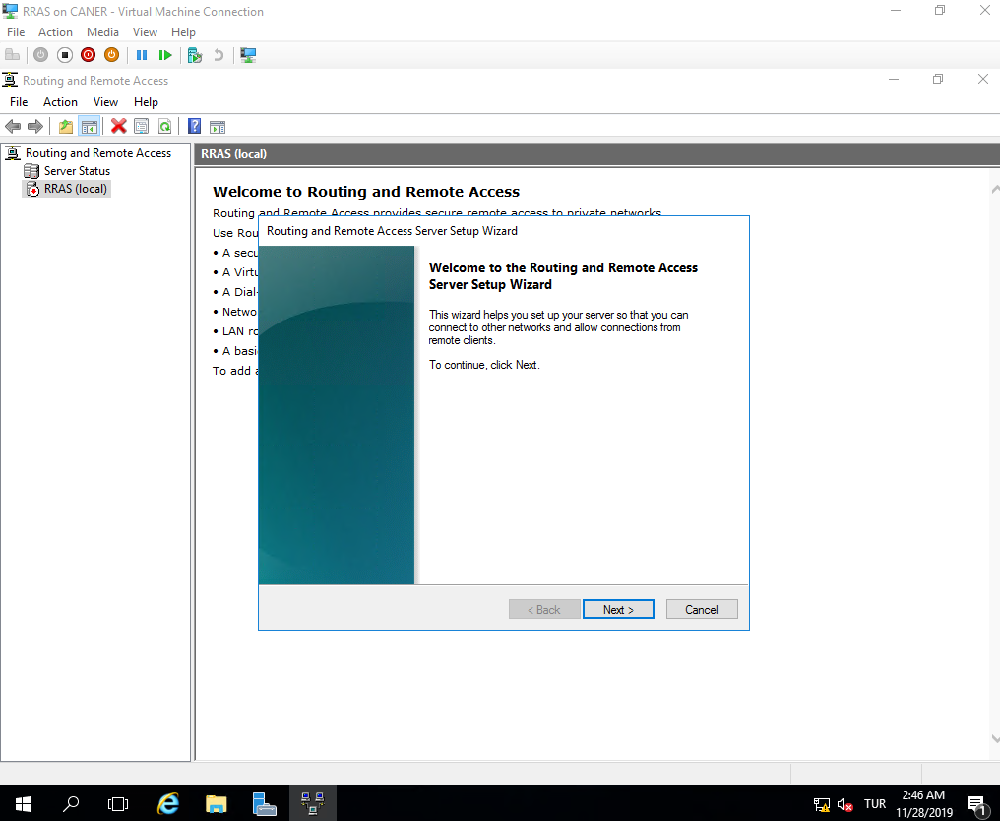 RRAS on CANER - Virtual Machine Connection
File Action Media View Help
Routing and Remote Access
File Action View Help
Routing and Remote Access
Server Status
RRAS (local)
RRAS (local)
Welcome to Routing and Remote Access
Routing and Remote Access provides secure remote access to private networks
Use Rou
• A secu
• A Virtu
• A Dial-
• Netwo
• LAN ro
• A basi
To add a
Routing and Remote Access Server Setup Wizard
Welcome to the Routing and Remote Access
Server Setup Wizard
This wizard helps you set up your server so that you can
connect to other networks and allow connections from
remote clients.
To continue, click Next.
< Back Next > Cancel
TUR
2:46 AM
11/28/2019
1